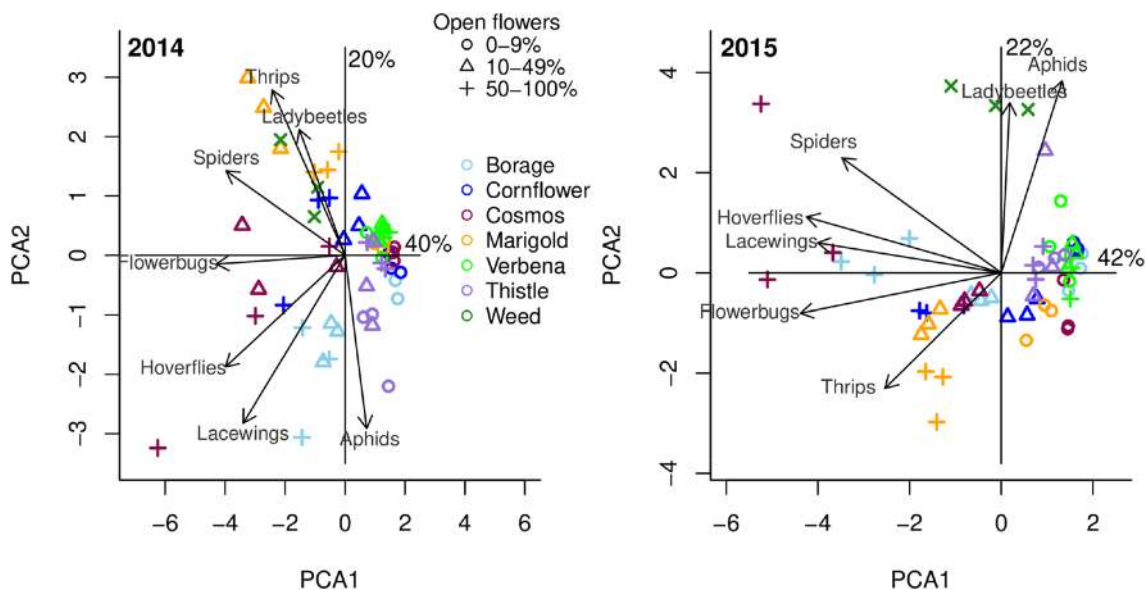 2014
20%
Open flowers
0−9%
10−49%
50−100%
Thrips
Ladybeetles
Spiders
Flowerbugs
40%
Hoverflies
Lacewings
Aphids
Borage
Cornflower
Cosmos
Marigold
Verbena
Thistle
Weed
PCA2
3
2
1
0
−1
−2
−3
−6
−4
−2
0
2
4
6
PCA1
2015
22%
Aphids
Ladybeetles
Spiders
Hoverflies
Lacewings
42%
Flowerbugs
Thrips
PCA2
4
2
0
−2
−4
−6
−4
−2
0
2
PCA1